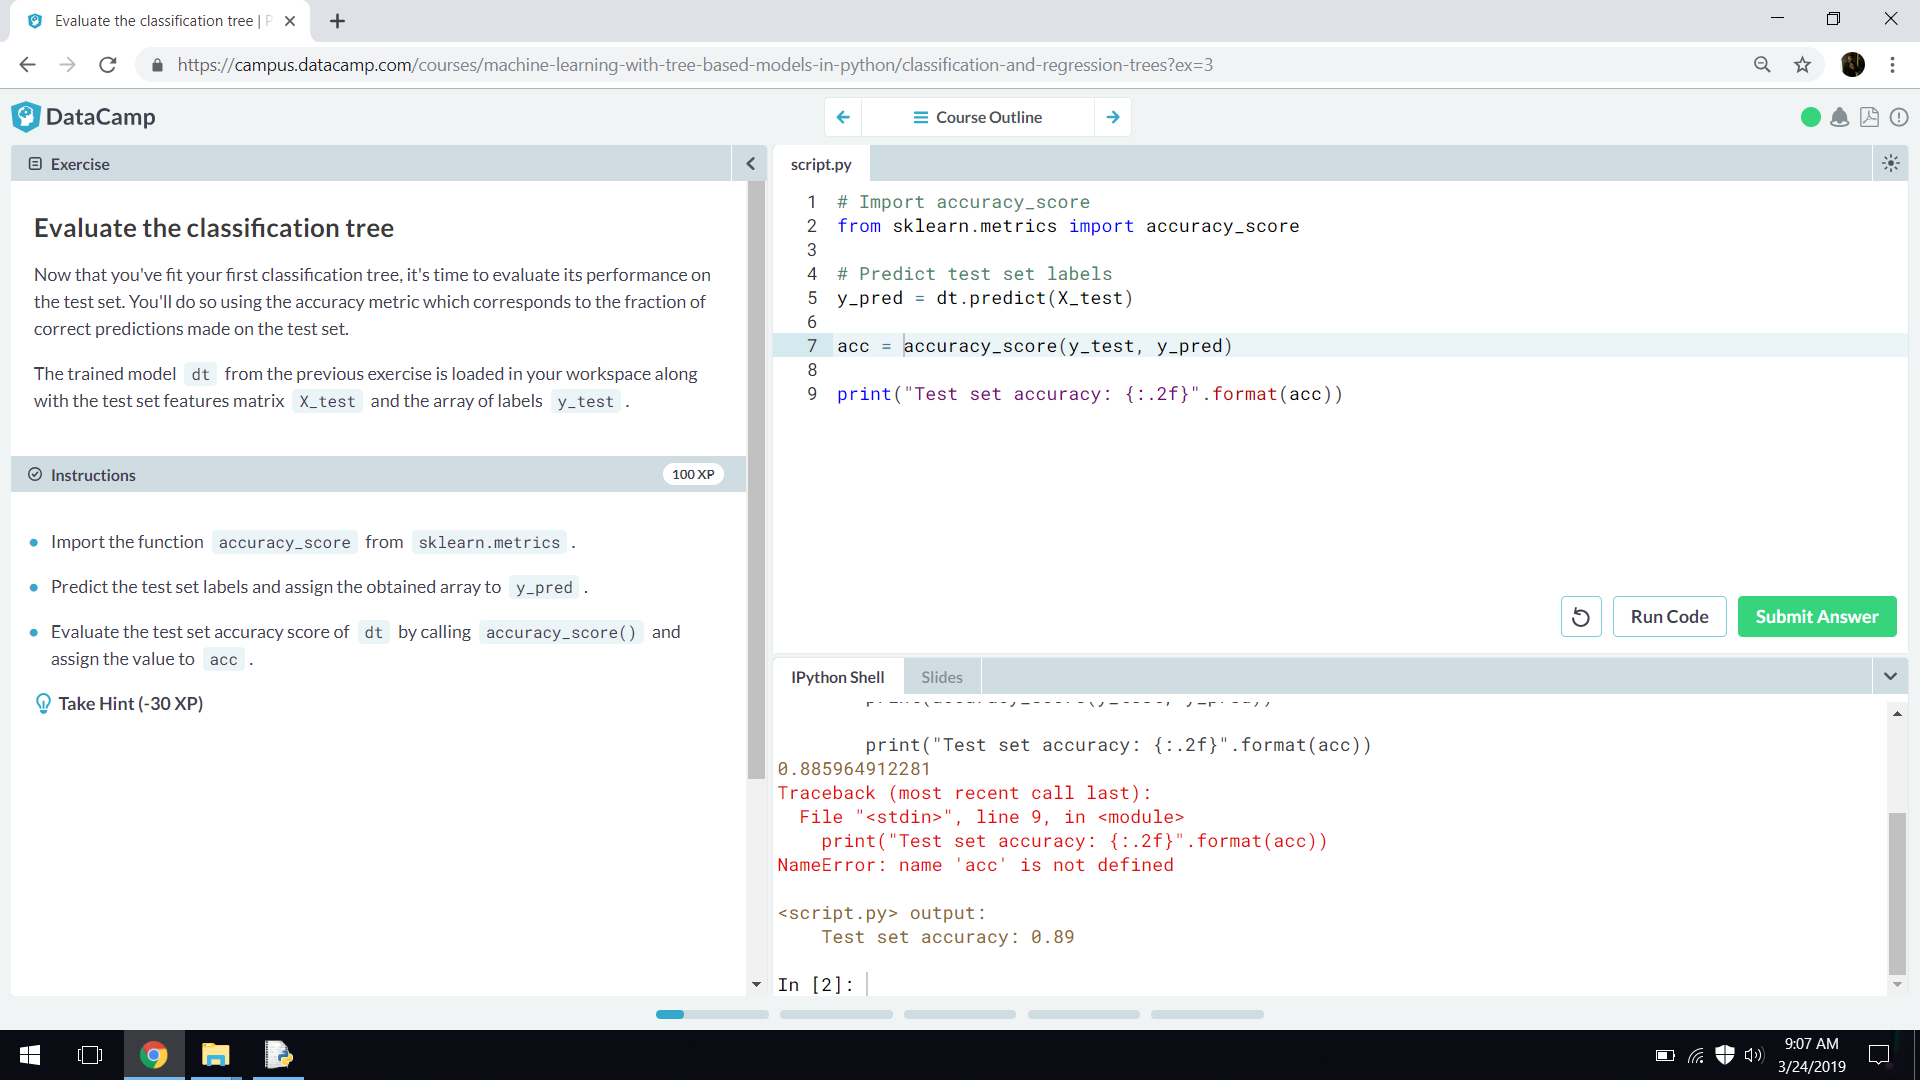 Evaluate the classification tree | P
https://campus.datacamp.com/courses/machine-learning-with-tree-based-models-in-python/classification-and-regression-trees?ex=3
DataCamp
Course Outline
Exercise
Evaluate the classification tree
Now that you've fit your first classification tree, it's time to evaluate its performance on
the test set. You'll do so using the accuracy metric which corresponds to the fraction of
correct predictions made on the test set.
The trained model dt from the previous exercise is loaded in your workspace along
with the test set features matrix X_test and the array of labels y_test .
Instructions
100 XP
Import the function accuracy_score from sklearn.metrics .
Predict the test set labels and assign the obtained array to y_pred .
Evaluate the test set accuracy score of dt by calling accuracy_score() and
assign the value to acc .
Take Hint (-30 XP)
script.py
1 # Import accuracy_score
2 from sklearn.metrics import accuracy_score
3
4 # Predict test set labels
5 y_pred = dt.predict(X_test)
6
7 acc = accuracy_score(y_test, y_pred)
8
9 print("Test set accuracy: {:.2f}".format(acc))
Run Code
Submit Answer
IPython Shell
Slides
print(accuracy_score(y_test, y_pred))
print("Test set accuracy: {:.2f}".format(acc))
0.885964912281
Traceback (most recent call last):
File "<stdin>", line 9, in <module>
print("Test set accuracy: {:.2f}".format(acc))
NameError: name 'acc' is not defined
<script.py> output:
Test set accuracy: 0.89
In [2]:
9:07 AM
3/24/2019